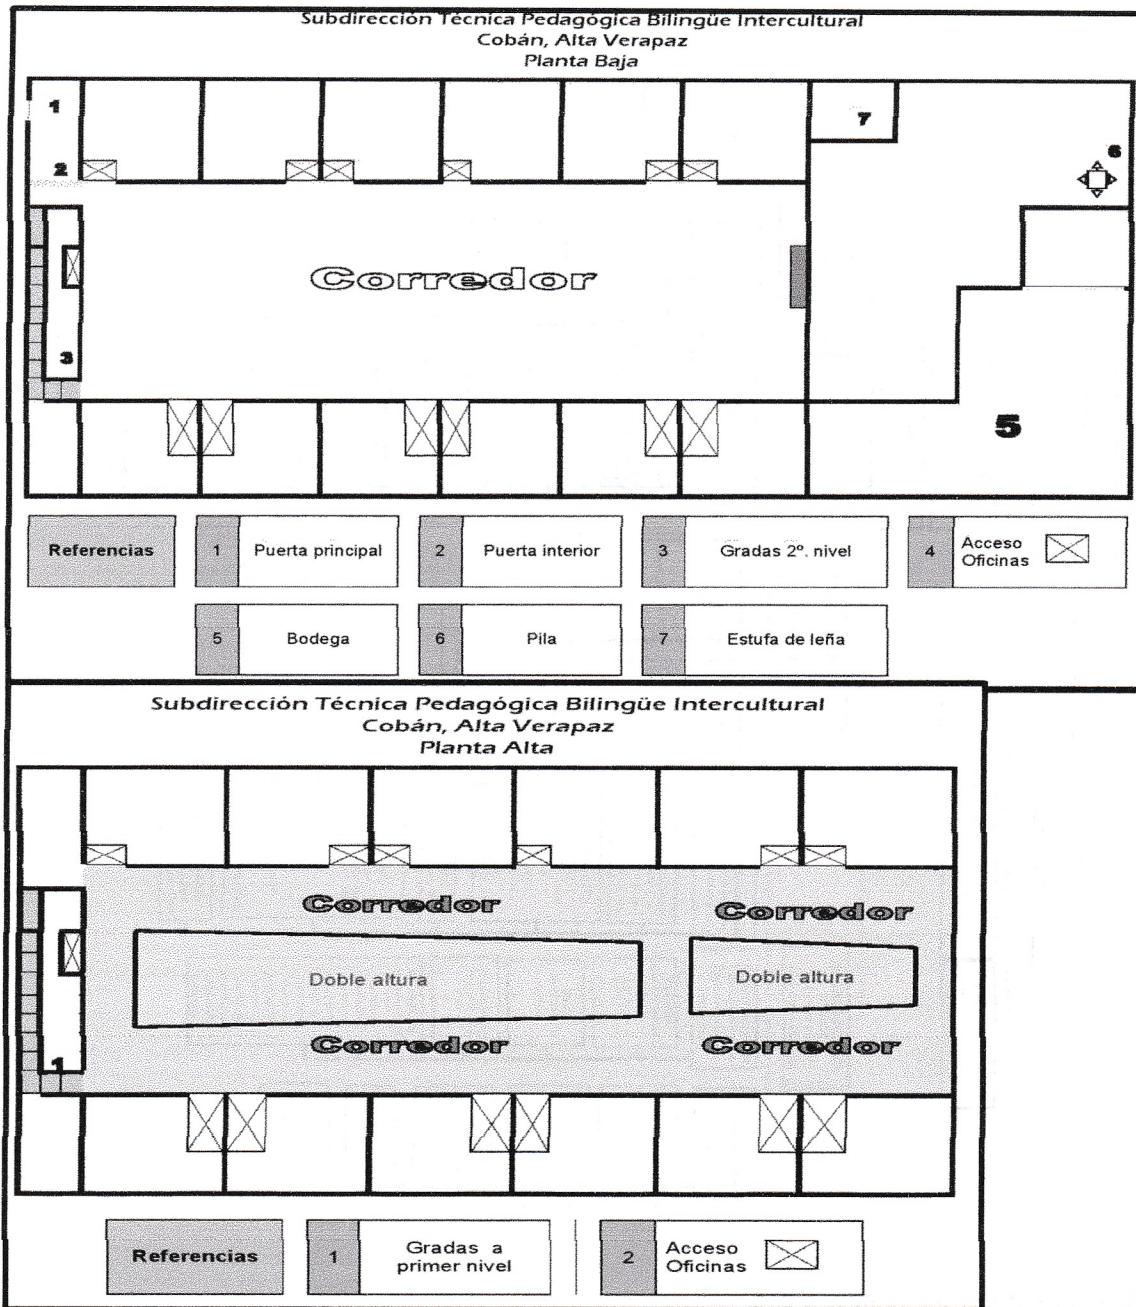 Subdirección Técnica Pedagógica Bilingüe Intercultural
Cobán, Alta Verapaz
Planta Baja
1
2
3
Corredor
7
6
5
Referencias
1 Puerta principal
2 Puerta interior
3 Gradas 2º. nivel
4 Acceso
Oficinas
5 Bodega
6 Pila
7 Estufa de leña
Subdirección Técnica Pedagógica Bilingüe Intercultural
Cobán, Alta Verapaz
Planta Alta
Corredor
Corredor
Doble altura
Doble altura
Corredor
Corredor
1
Referencias
1 Gradas a
primer nivel
2 Acceso
Oficinas